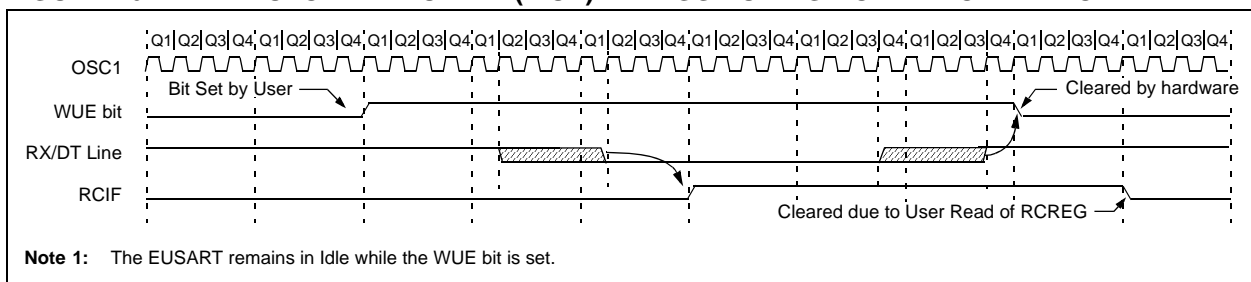 Q1 Q2 Q3 Q4 Q1 Q2 Q3 Q4 Q1 Q2 Q3 Q4 Q1 Q2 Q3 Q4 Q1 Q2 Q3 Q4 Q1 Q2 Q3 Q4 Q1 Q2 Q3 Q4 Q1 Q2 Q3 Q4 Q1 Q2 Q3 Q4 Q1 Q2 Q3 Q4
OSC1
Bit Set by User
Cleared by hardware
WUE bit
RX/DT Line
RCIF
Cleared due to User Read of RCREG
Note 1: The EUSART remains in Idle while the WUE bit is set.